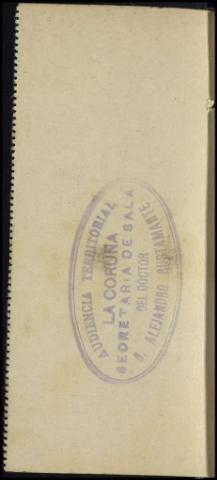 AUDIENCIA TERRITORIAL
LA CORUÑA
SECRETARIA DE SALA
DEL DOCTOR
D. ALEJANDRO BUSTAMANTE